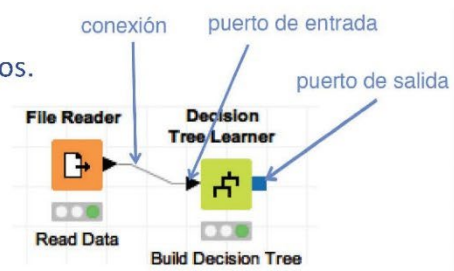 conexión
puerto de entrada
os.
puerto de salida
File Reader
Decision
Tree Learner
Read Data
Build Decision Tree